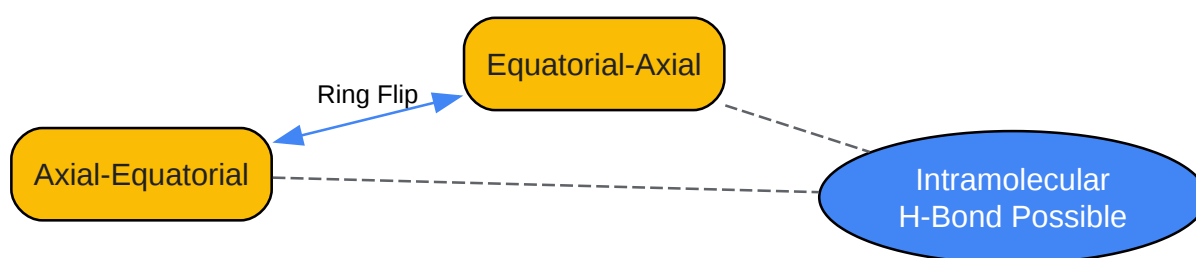 Equatorial-Axial
Ring Flip
Axial-Equatorial
Intramolecular
H-Bond Possible